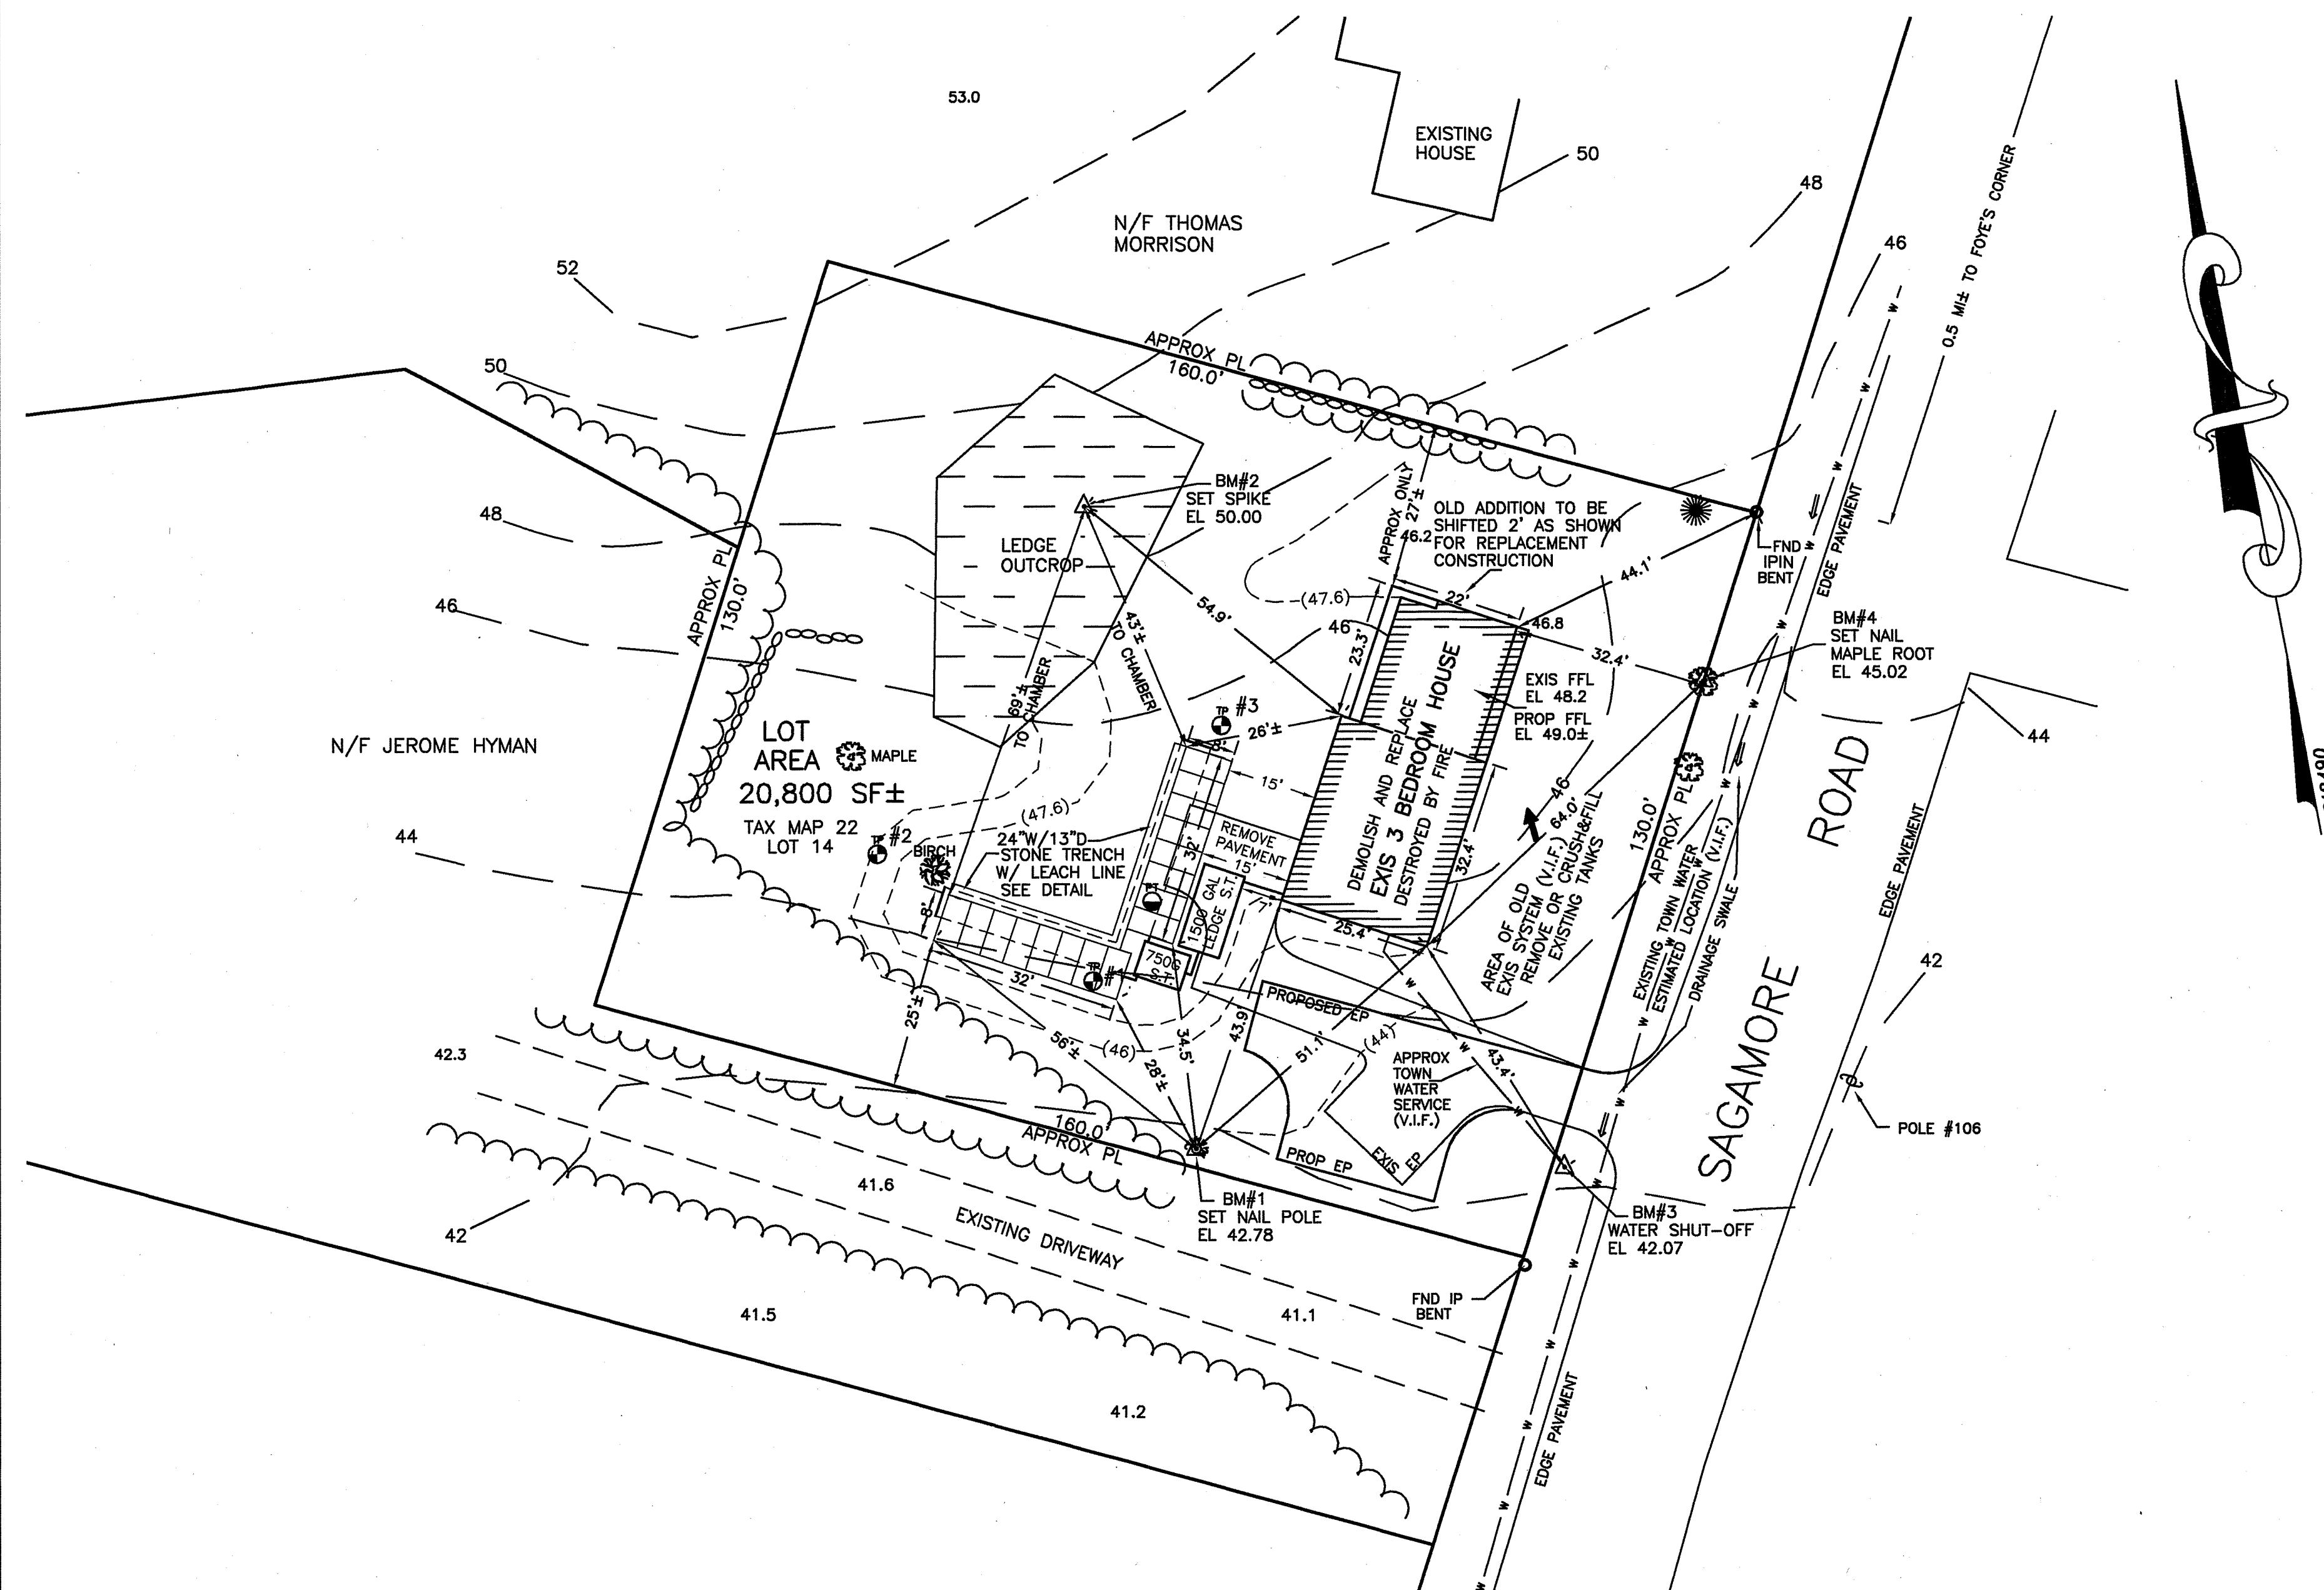 53.0
EXISTING
HOUSE
50
48
N/F THOMAS
MORRISON
46
52
0.5 MI± TO FOYE'S CORNER
50
APPROX PL
160.0'
BM#2
SET SPIKE
EL 50.00
APPROX ONLY
27'±
46.2
OLD ADDITION TO BE
SHIFTED 2' AS SHOWN
FOR REPLACEMENT
CONSTRUCTION
EDGE PAVEMENT
48
LEDGE
OUTCROP
FND
IPIN
BENT
44.1'
APPROX PL
130.0'
46
54.9'
(47.6)
22'
46
46.8
43'±
TO CHAMBER
23.3'
32.4'
BM#4
SET NAIL
MAPLE ROOT
EL 45.02
69'±
TO CHAMBER
EXIS FFL
EL 48.2
PROP FFL
EL 49.0±
TP #3
8'
26'±
N/F JEROME HYMAN
LOT
AREA
20,800 SF±
TAX MAP 22
LOT 14
MAPLE
44
15'
DEMOLISH AND REPLACE
EXIS 3 BEDROOM HOUSE
DESTROYED BY FIRE
46
64.0'
(47.6)
TP #2
BIRCH
24"W/13"D
STONE TRENCH
W/ LEACH LINE
SEE DETAIL
REMOVE
PAVEMENT
15'
32'
32.4'
130.0'
APPROX PL
ROAD
EDGE PAVEMENT
44
1500 GAL
LEDGE S.T.
7'
25.4'
AREA OF OLD
EXIS SYSTEM (V.I.F.)
REMOVE OR CRUSH&FILL
EXISTING TANKS
EXISTING TOWN WATER
ESTIMATED LOCATION (V.I.F.)
DRAINAGE SWALE
8'
750G
S.T.
TP #1
32'
42
25'±
PROPOSED EP
SAGAMORE
56'±
(46)
28'±
34.5'
43.9'
51.1'
(44)
43.4'
APPROX
TOWN
WATER
SERVICE
(V.I.F.)
42.3
160.0'
APPROX PL
PROP EP
EXIS EP
POLE #106
41.6
BM#1
SET NAIL POLE
EL 42.78
BM#3
WATER SHUT-OFF
EL 42.07
42
EXISTING DRIVEWAY
FND IP
BENT
41.5
41.1
41.2
EDGE PAVEMENT